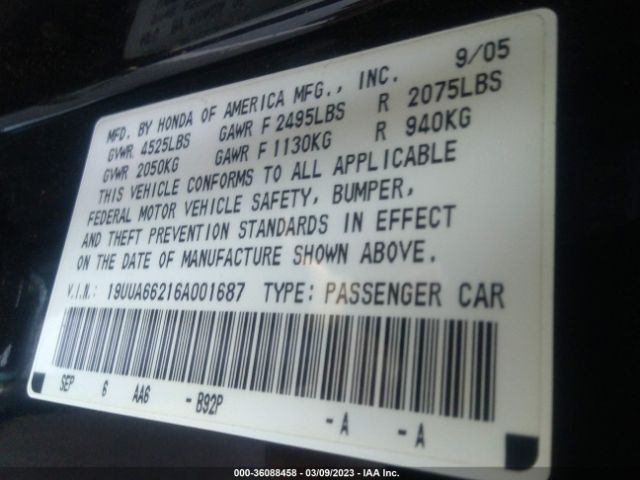 9/05
MFD. BY HONDA OF AMERICA MFG., INC.
GVWR 4525LBS GAWR F 2495LBS R 2075LBS
GVWR 2050KG GAWR F 1130KG R 940KG
THIS VEHICLE CONFORMS TO ALL APPLICABLE
FEDERAL MOTOR VEHICLE SAFETY, BUMPER,
AND THEFT PREVENTION STANDARDS IN EFFECT
ON THE DATE OF MANUFACTURE SHOWN ABOVE.
V.I.N.: 19UUA66216A001687 TYPE: PASSENGER CAR
SEP 6 AA6 -B92P -A -A
000-36088458 - 03/09/2023 - IAA Inc.